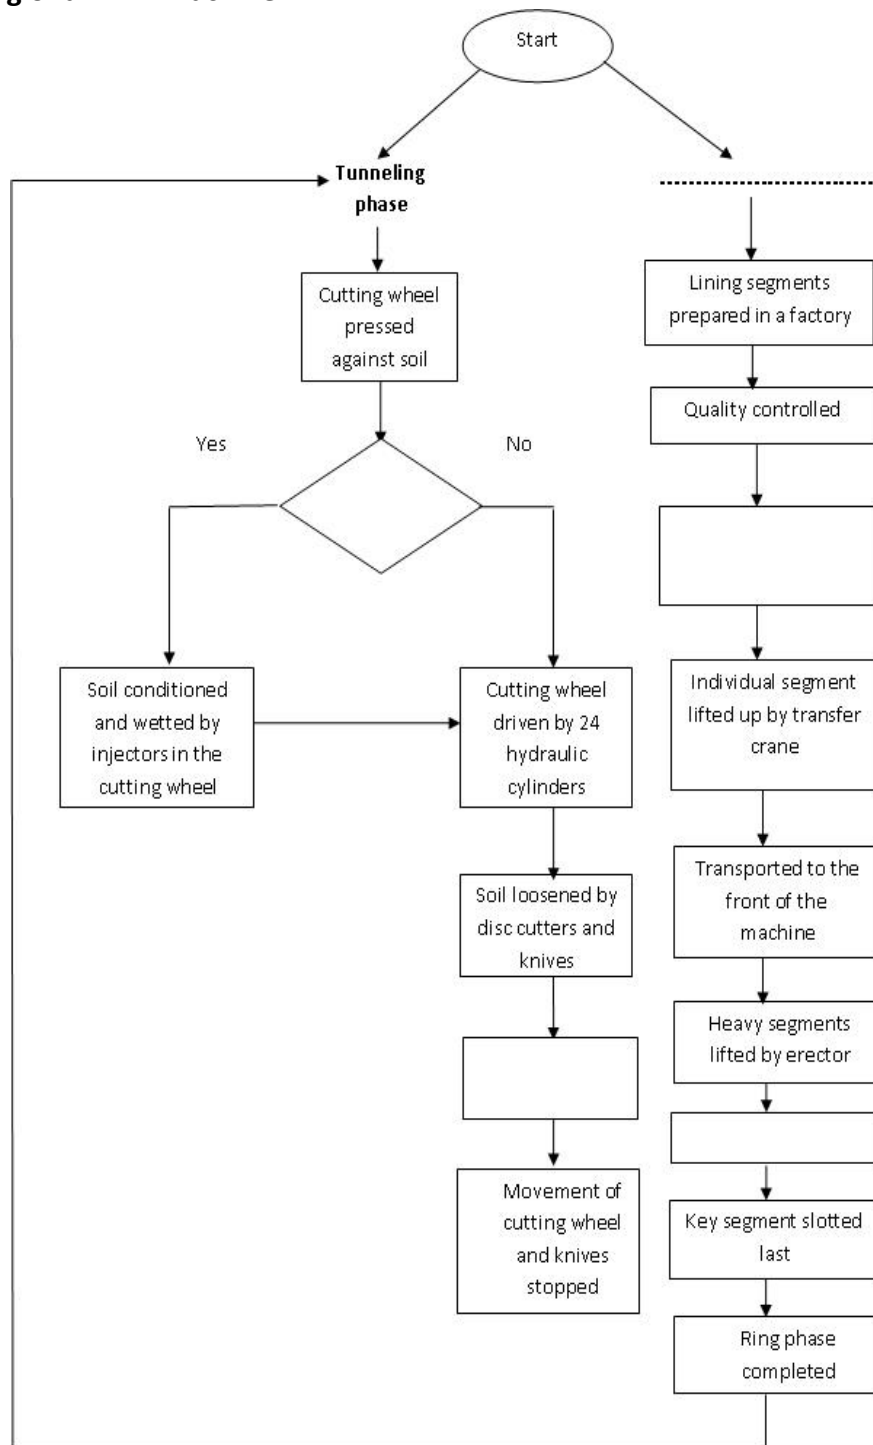 Start
Tunneling
phase
Cutting wheel
pressed
against soil
Yes
No
Soil conditioned
and wetted by
injectors in the
cutting wheel
Cutting wheel
driven by 24
hydraulic
cylinders
Soil loosened by
disc cutters and
knives
Movement of
cutting wheel
and knives
stopped
Lining segments
prepared in a factory
Quality controlled
Individual segment
lifted up by transfer
crane
Transported to the
front of the
machine
Heavy segments
lifted by erector
Key segment slotted
last
Ring phase
completed